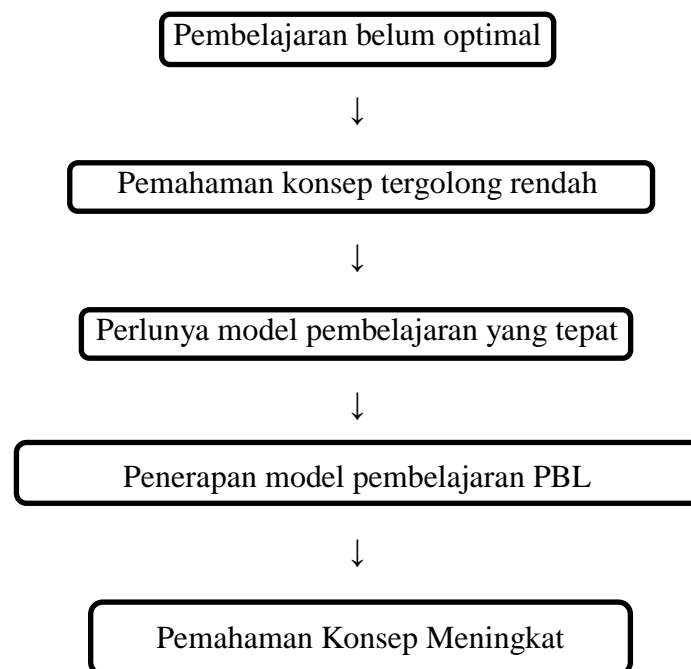 Pembelajaran belum optimal
↓
Pemahaman konsep tergolong rendah
↓
Perlunya model pembelajaran yang tepat
↓
Penerapan model pembelajaran PBL
↓
Pemahaman Konsep Meningkat